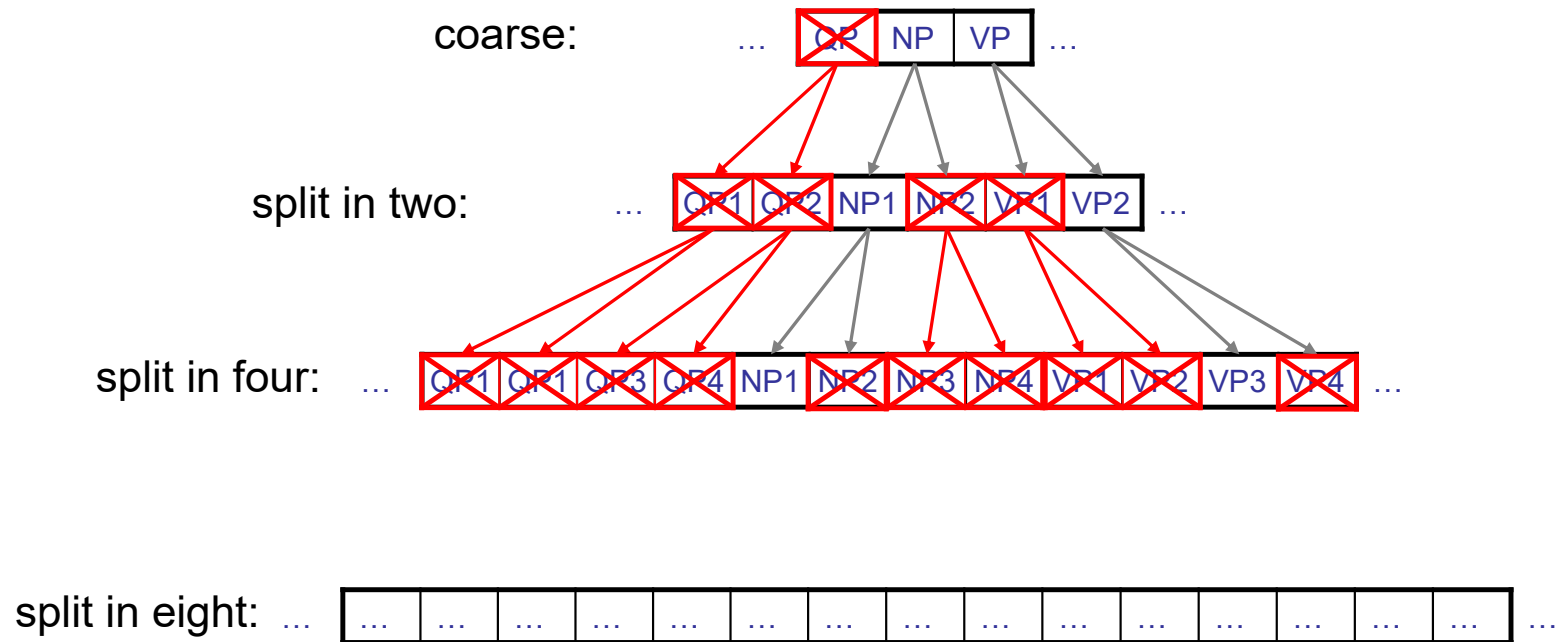 coarse: … QP NP VP …
split in two: … QP1 QP2 NP1 NP2 VP1 VP2 …
split in four: … QP1 QP1 QP3 QP4 NP1 NP2 NP3 NP4 VP1 VP2 VP3 VP4 …
split in eight: … … … … … … … … … … … … … … … … …